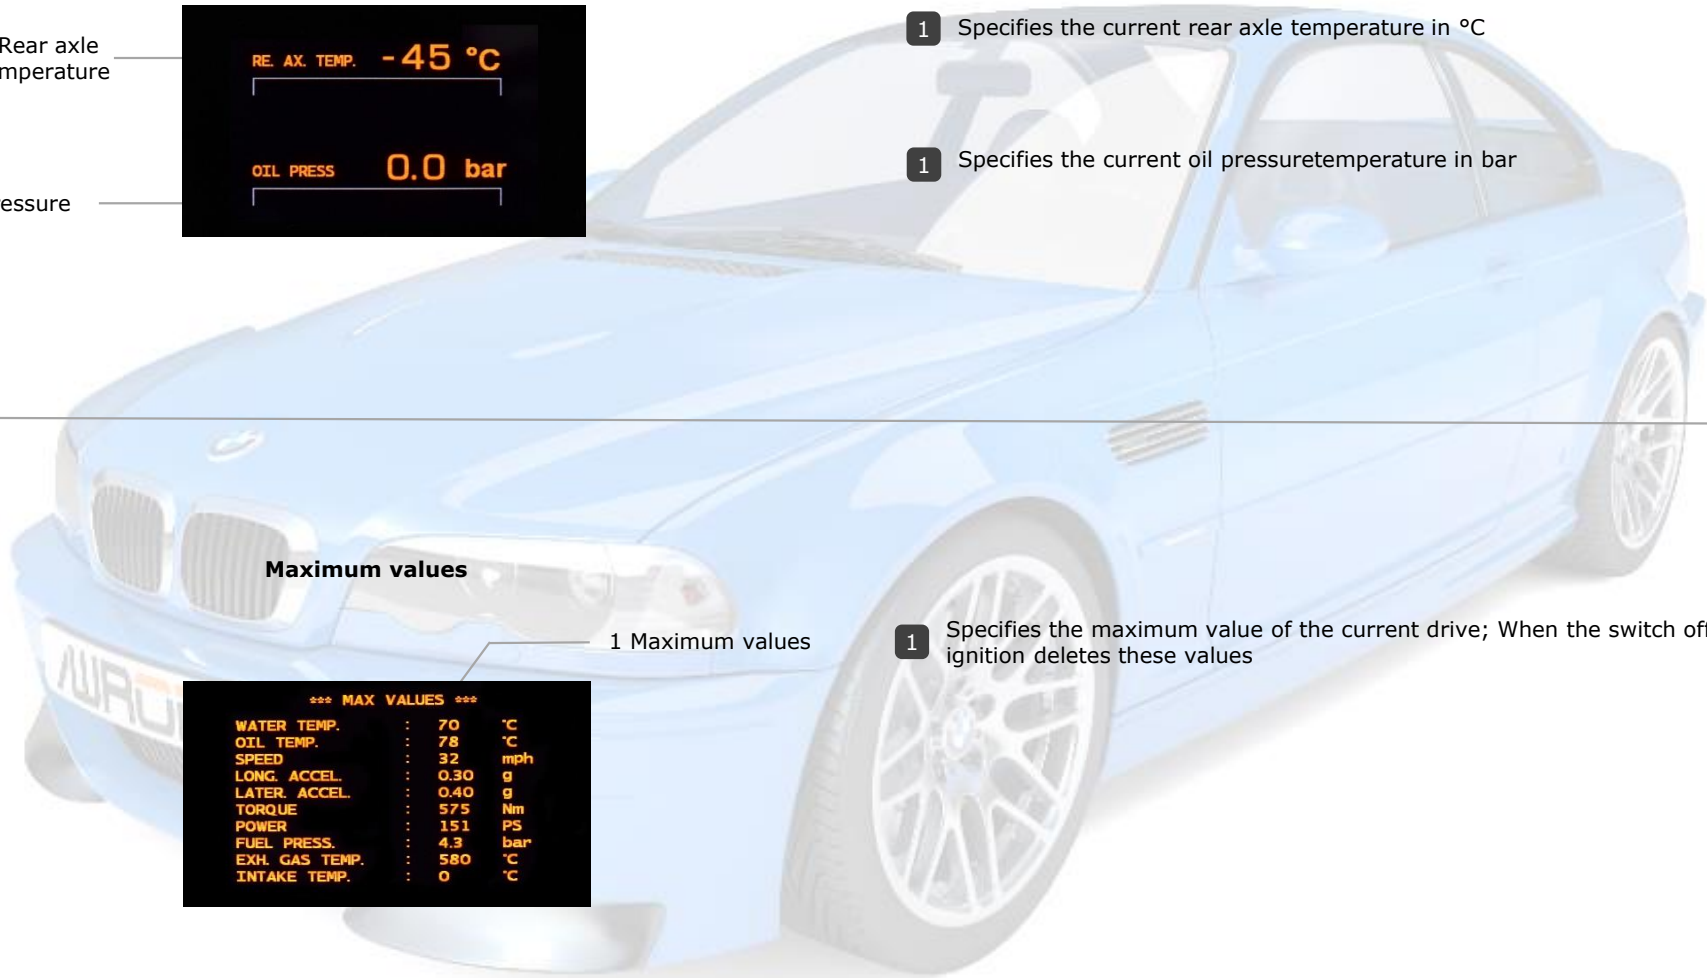 Rear axle
mperature
RE. AX. TEMP. -45 °C
1 Specifies the current rear axle temperature in °C
OIL PRESS 0.0 bar
1 Specifies the current oil pressuretemperature in bar
essure
Maximum values
1 Maximum values
1 Specifies the maximum value of the current drive; When the switch off
ignition deletes these values
*** MAX VALUES ***
WATER TEMP. : 70 °C
OIL TEMP. : 78 °C
SPEED : 32 mph
LONG. ACCEL. : 0.30 g
LATER. ACCEL. : 0.40 g
TORQUE : 575 Nm
POWER : 151 PS
FUEL PRESS. : 4.3 bar
EXH. GAS TEMP. : 580 °C
INTAKE TEMP. : 0 °C